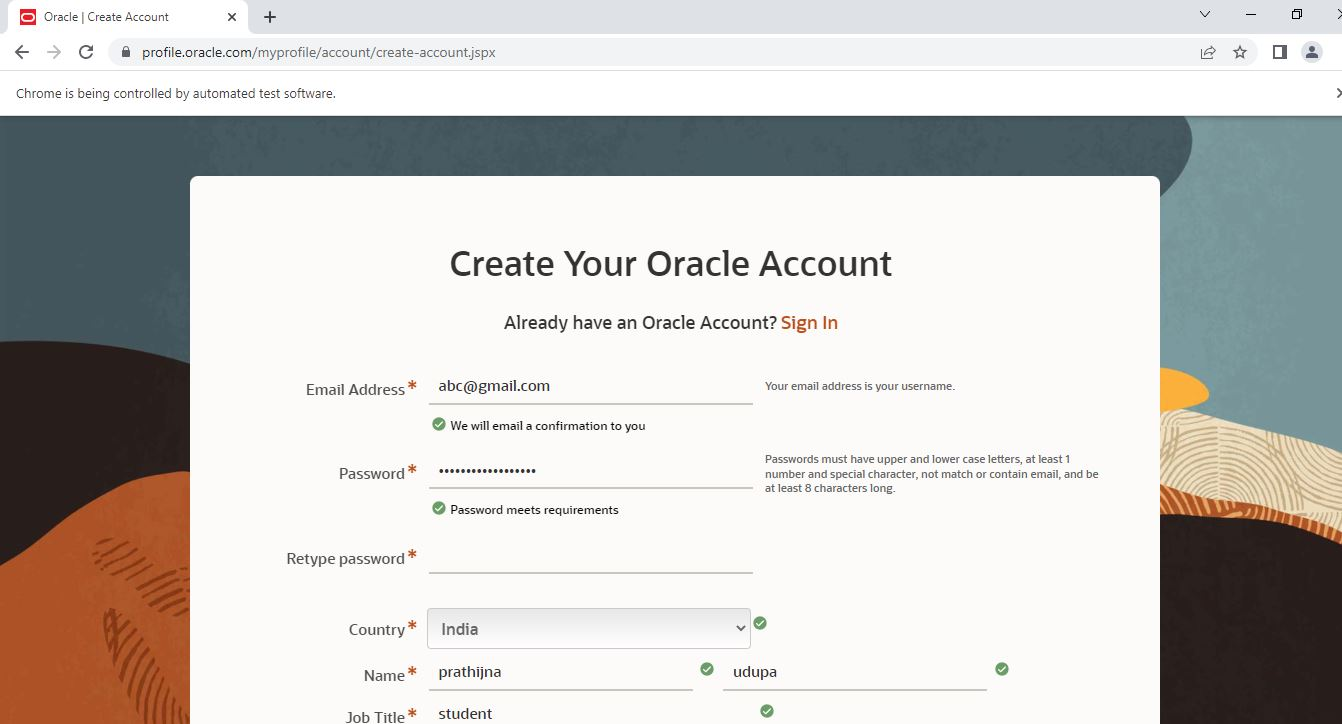 Oracle | Create Account
profile.oracle.com/myprofile/account/create-account.jspx
Chrome is being controlled by automated test software.
Create Your Oracle Account
Already have an Oracle Account? Sign In
Email Address* abc@gmail.com Your email address is your username.
We will email a confirmation to you
Password* •••••••••••••••••• Passwords must have upper and lower case letters, at least 1
number and special character, not match or contain email, and be
at least 8 characters long.
Password meets requirements
Retype password*
Country* India
Name* prathijna udupa
Job Title* student